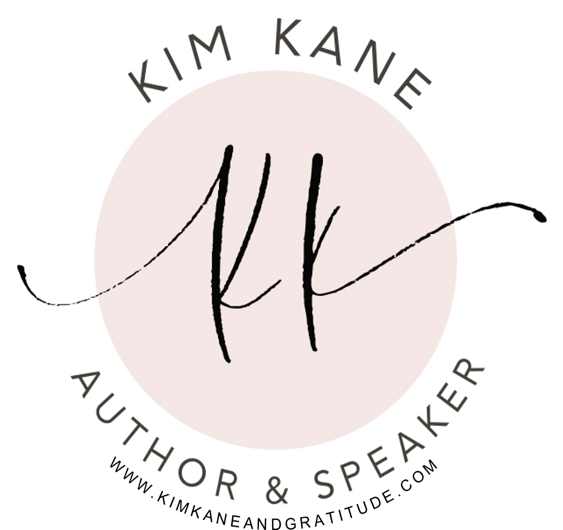 KIM KANE
kk
AUTHOR & SPEAKER
WWW.KIMKANEANDGRATITUDE.COM